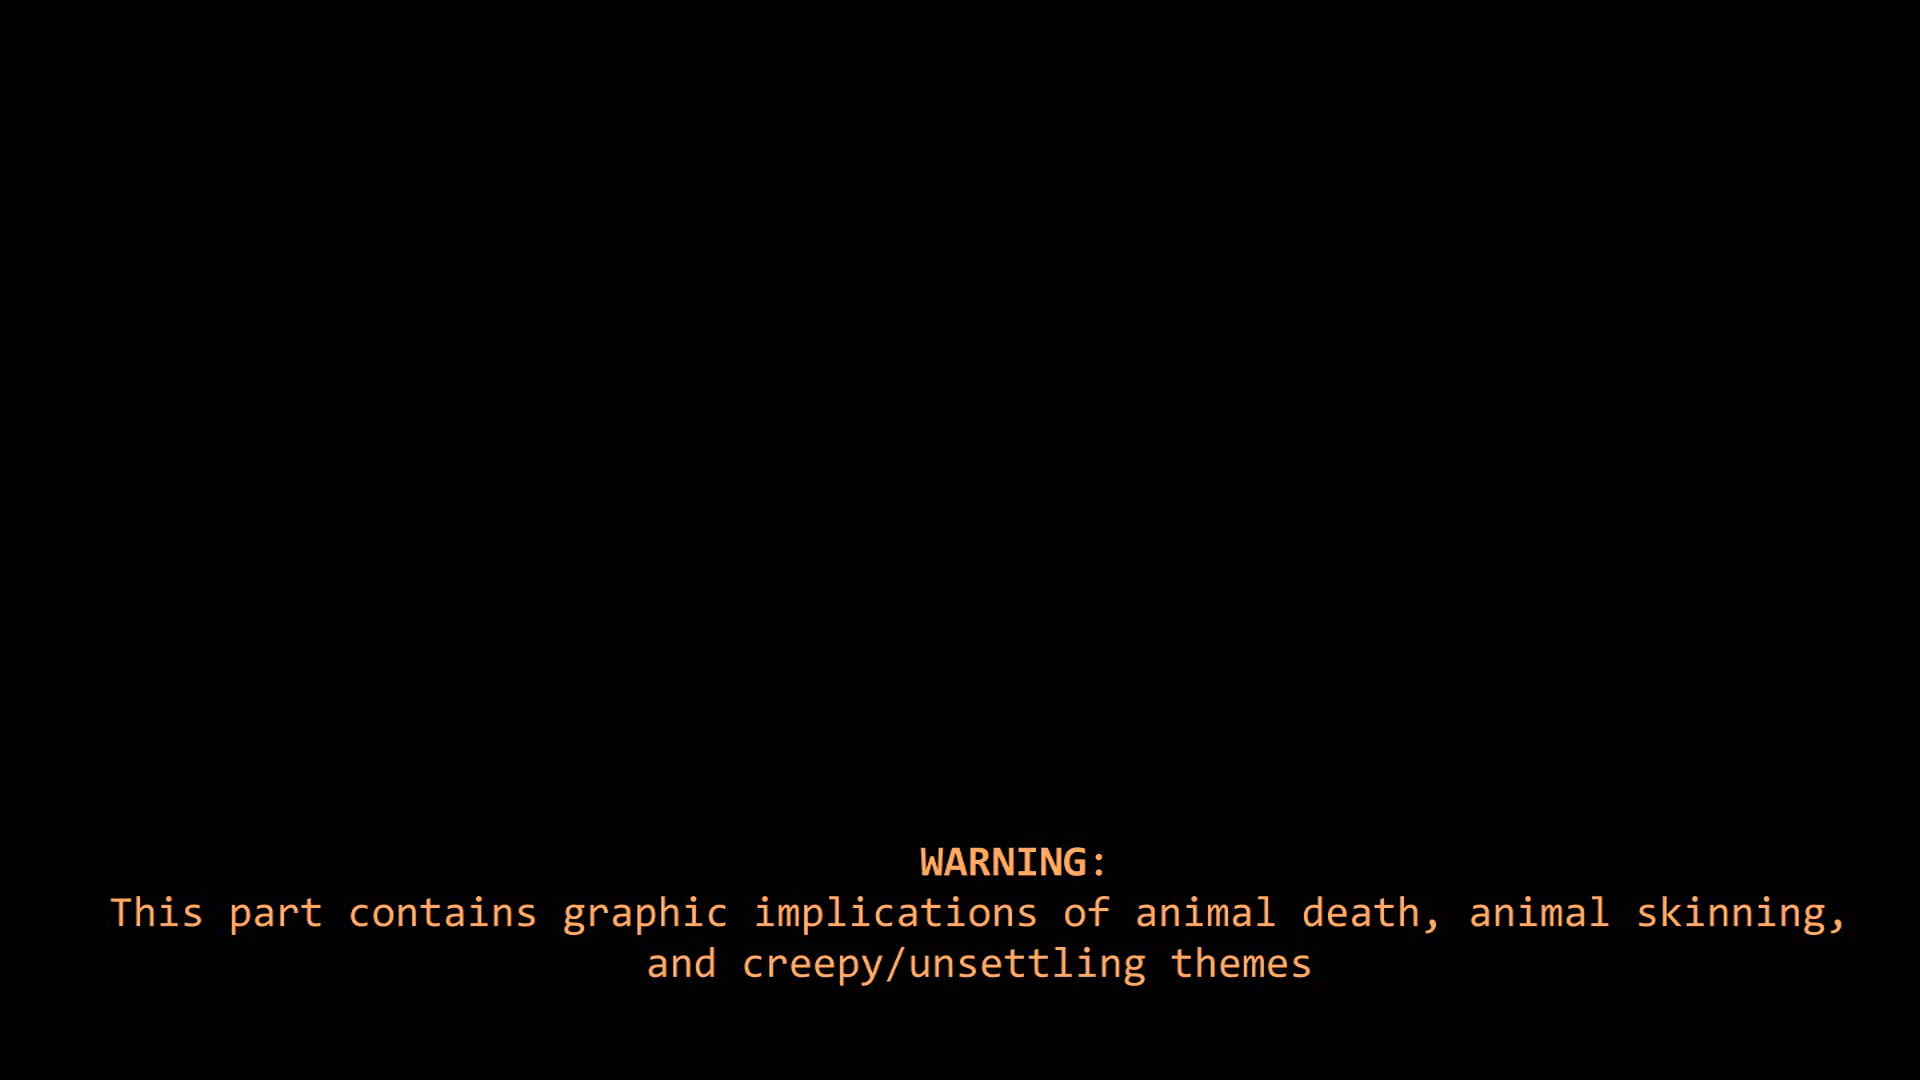 WARNING:
This part contains graphic implications of animal death, animal skinning,
and creepy/unsettling themes